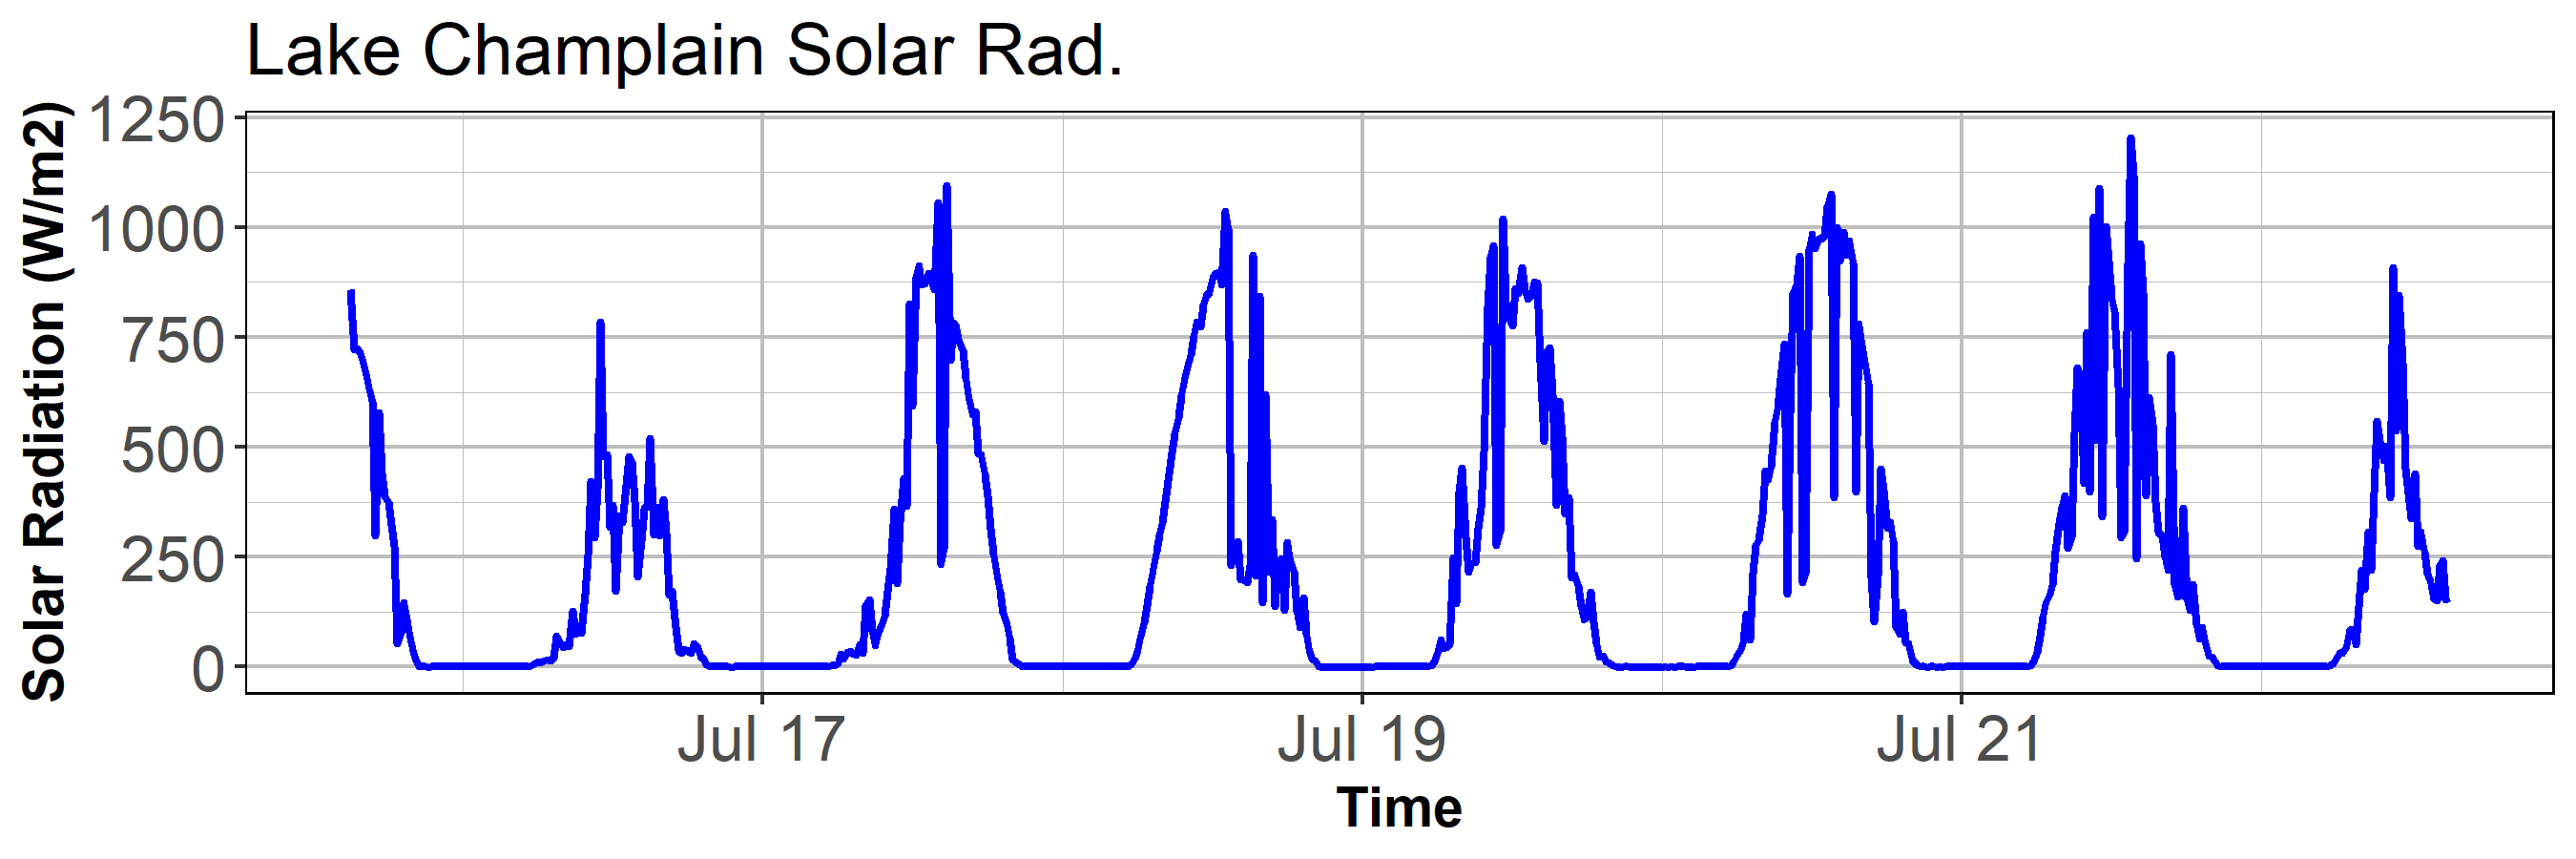 Lake Champlain Solar Rad.
Solar Radiation (W/m2)
1250
1000
750
500
250
0
Jul 17 Jul 19 Jul 21
Time